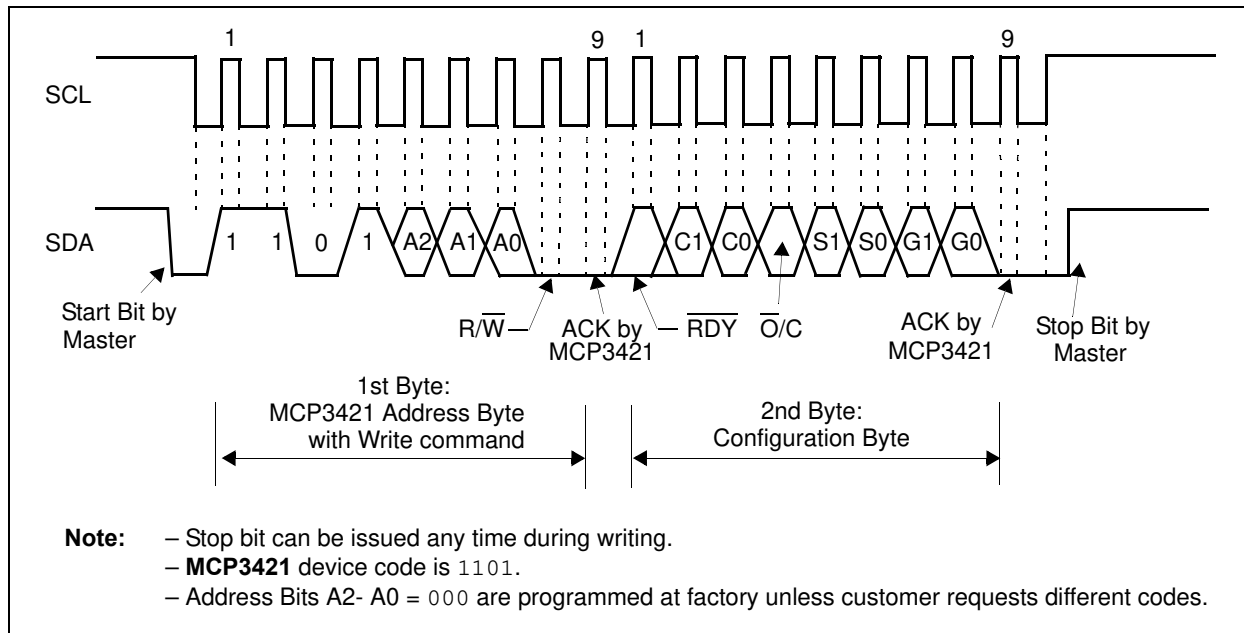 1 9 1 9
SCL
SDA 1 1 0 1 A2 A1 A0 C1 C0 S1 S0 G1 G0
Start Bit by
Master
R/W̅
ACK by
MCP3421
R̅D̅Y̅
O̅/C
ACK by
MCP3421
Stop Bit by
Master
1st Byte:
MCP3421 Address Byte
with Write command
2nd Byte:
Configuration Byte
Note: – Stop bit can be issued any time during writing.
– MCP3421 device code is 1101.
– Address Bits A2- A0 = 000 are programmed at factory unless customer requests different codes.